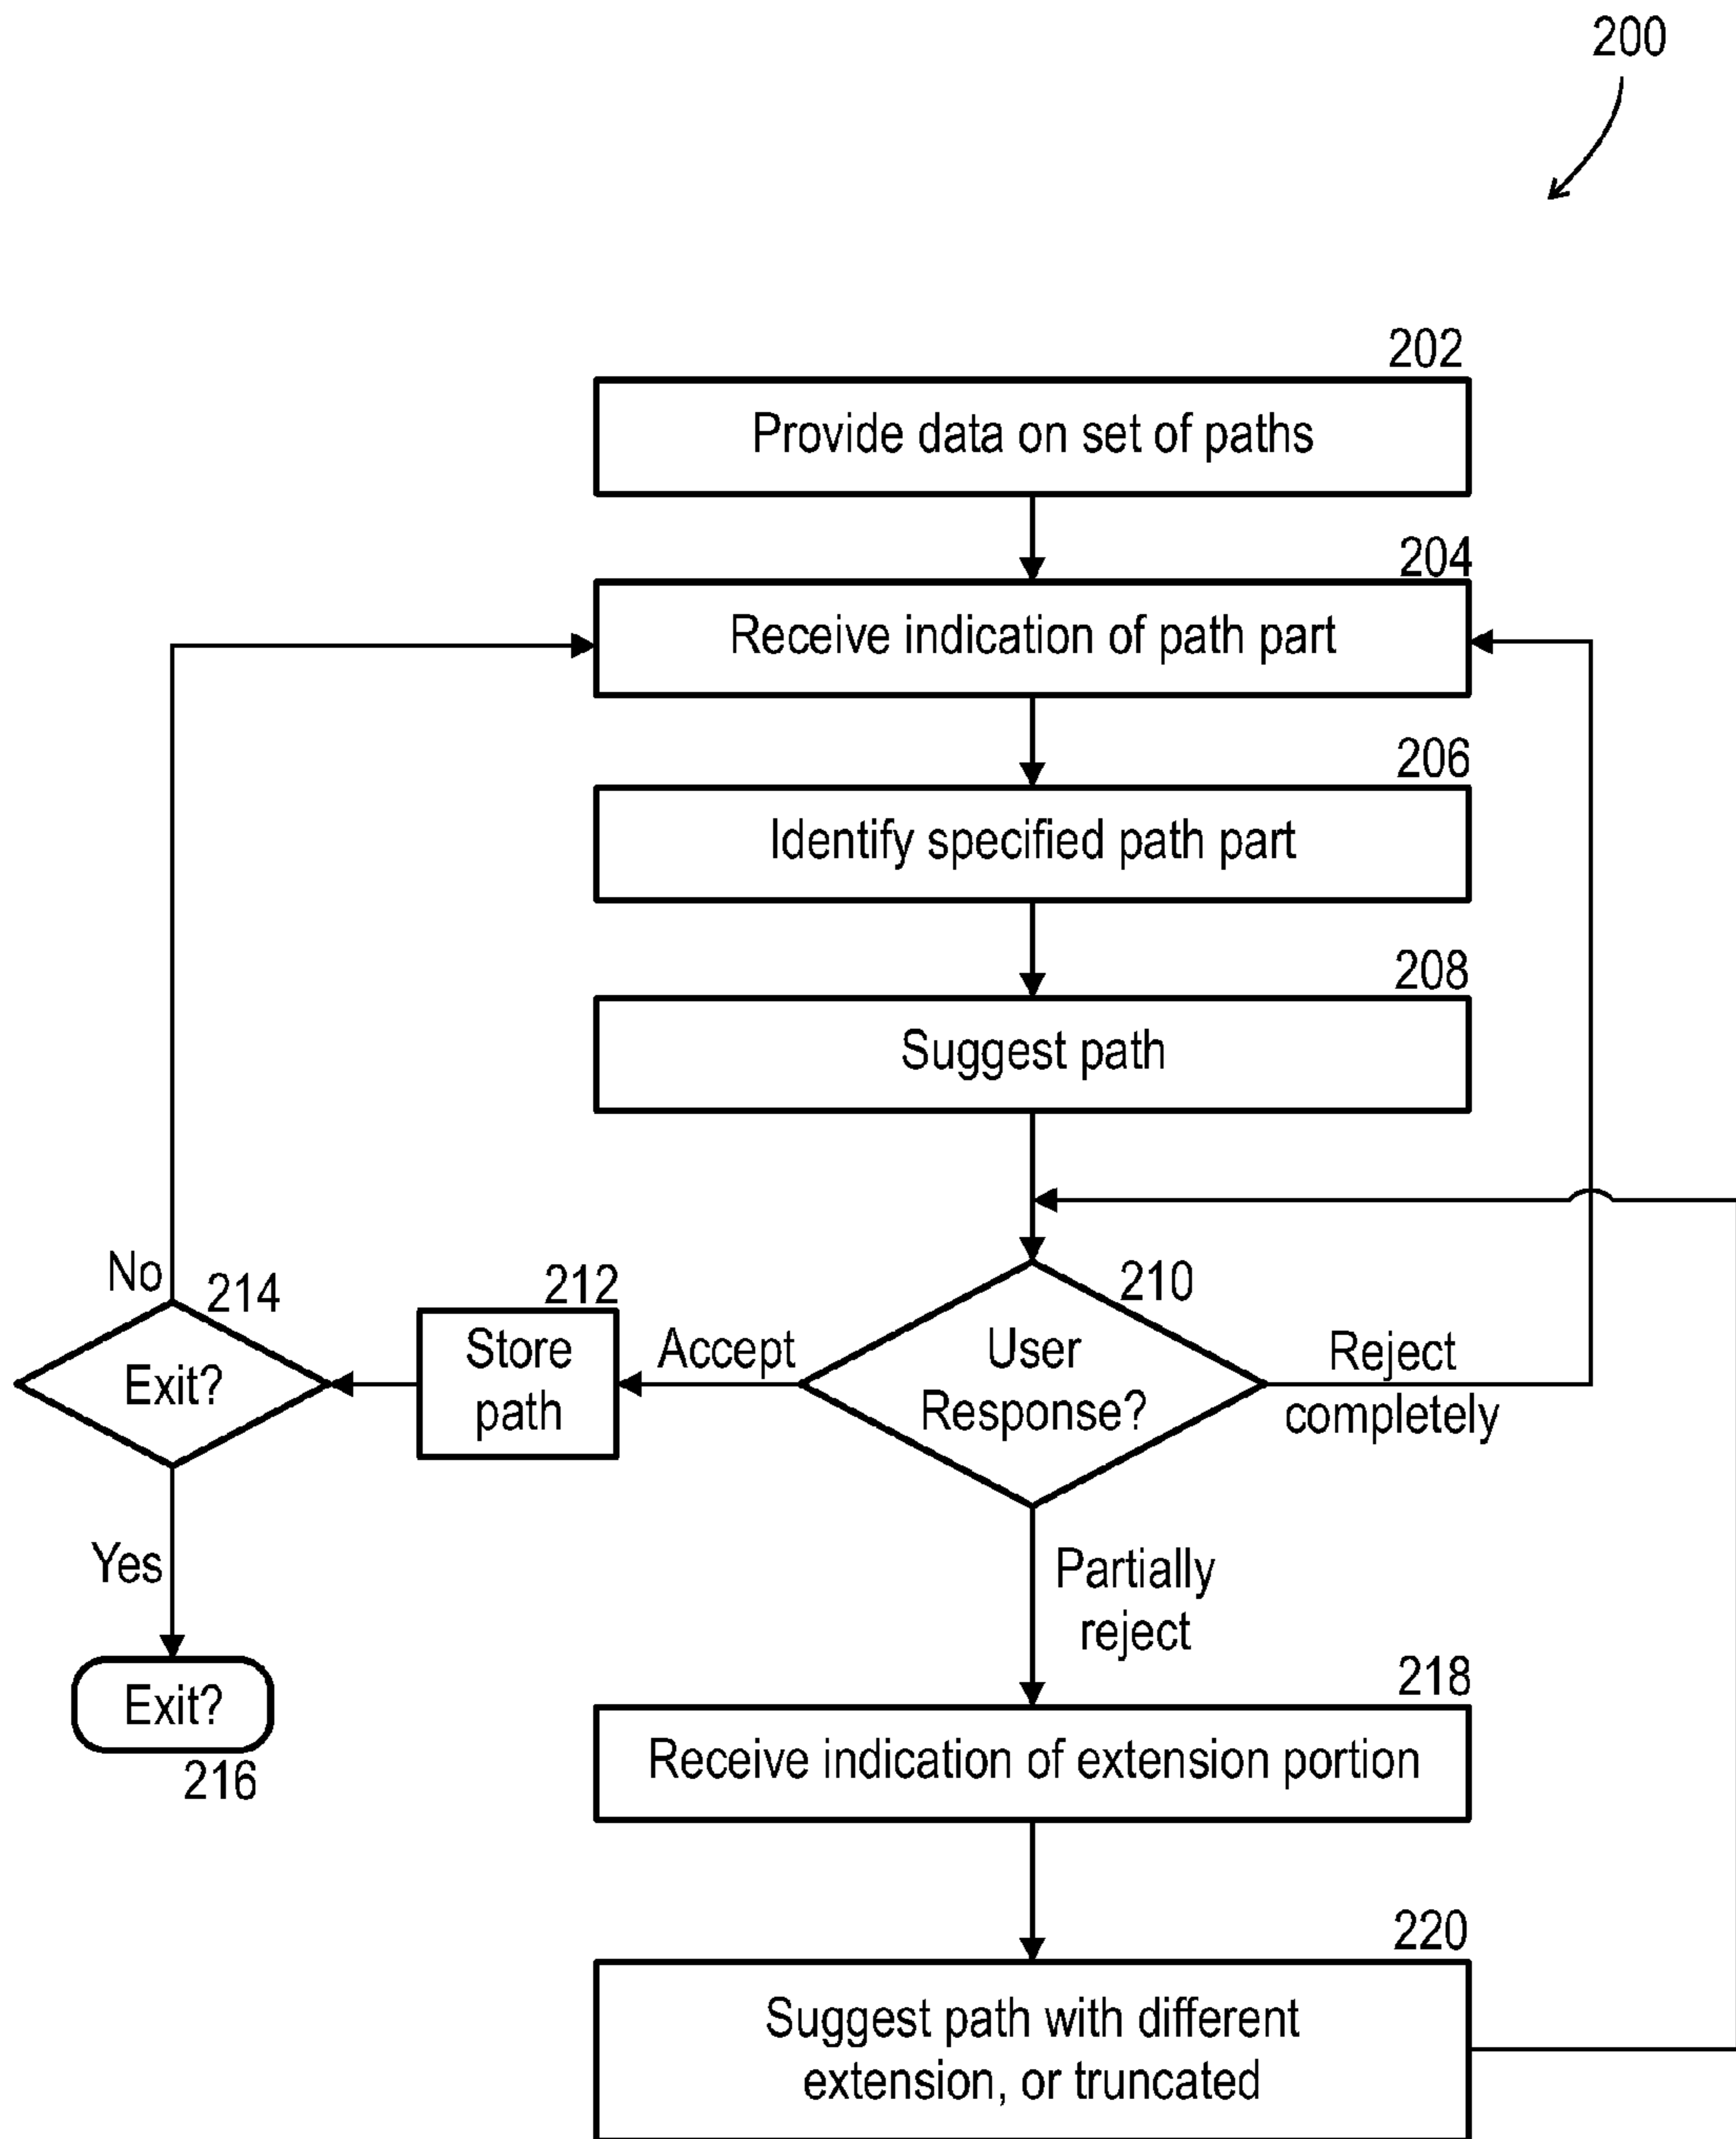 200
202
Provide data on set of paths
204
Receive indication of path part
206
Identify specified path part
208
Suggest path
No
214
Exit?
212
Store
path
Accept
210
User
Response?
Reject
completely
Yes
Exit?
216
Partially
reject
218
Receive indication of extension portion
220
Suggest path with different
extension, or truncated